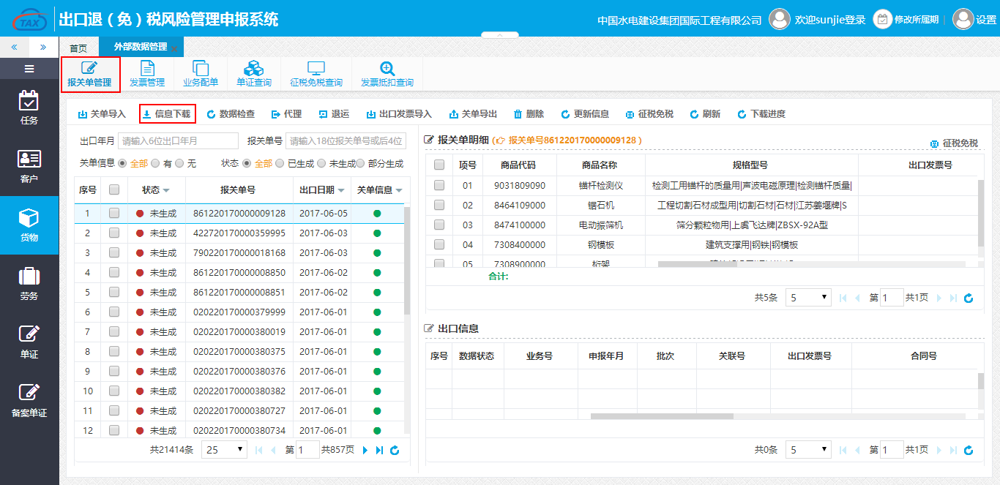 TAX 出口退（免）税风险管理申报系统 中国水电建设集团国际工程有限公司 欢迎sunjie登录 修改所属期 设置
« » 首页 外部数据管理
报关单管理 发票管理 业务配单 单证查询 征税免税查询 发票抵扣查询
任务
客户
货物
劳务
单证
备案单证
关单导入 信息下载 数据检查 代理 退运 出口发票导入 关单导出 删除 更新信息 征税免税 刷新 下载进度
出口年月 请输入6位出口年月 报关单号 请输入18位报关单号或后4位
关单信息 全部 有 无 状态 全部 已生成 未生成 部分生成
序号 状态 报关单号 出口日期 关单信息
1 未生成 861220170000009128 2017-06-05
2 未生成 422720170000359995 2017-06-03
3 未生成 790220170000018168 2017-06-03
4 未生成 861220170000008850 2017-06-02
5 未生成 861220170000008851 2017-06-02
6 未生成 020220170000379999 2017-06-01
7 未生成 020220170000380019 2017-06-01
8 未生成 020220170000380375 2017-06-01
9 未生成 020220170000380376 2017-06-01
10 未生成 020220170000380382 2017-06-01
11 未生成 020220170000380727 2017-06-01
12 未生成 020220170000380734 2017-06-01
共21414条 25 第 1 共857页
报关单明细 ( 报关单号861220170000009128 )
征税免税
项号 商品代码 商品名称 规格型号 出口发票号
01 9031809090 锚杆检测仪 检测工用锚杆的质量用|声波电磁原理|检测锚杆质量|
02 8464109000 锯石机 工程切割石材成型用|切割石材|石材|江苏姜堰牌|S
03 8474100000 电动振筛机 筛分颗粒物用|上虞飞达牌|ZBSX-92A型
04 7308400000 钢模板 建筑支撑用|钢铁|钢模板
05 7308900000 桁架
合计:
共5条 5 第 1 共1页
出口信息
序号 数据状态 业务号 申报年月 批次 关联号 出口发票号 合同号
共0条 5 第 1 共1页